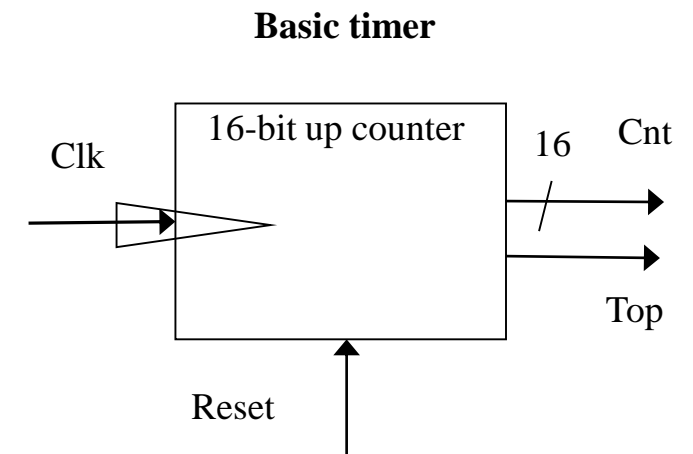 Basic timer
16-bit up counter
Clk
16
Cnt
Top
Reset